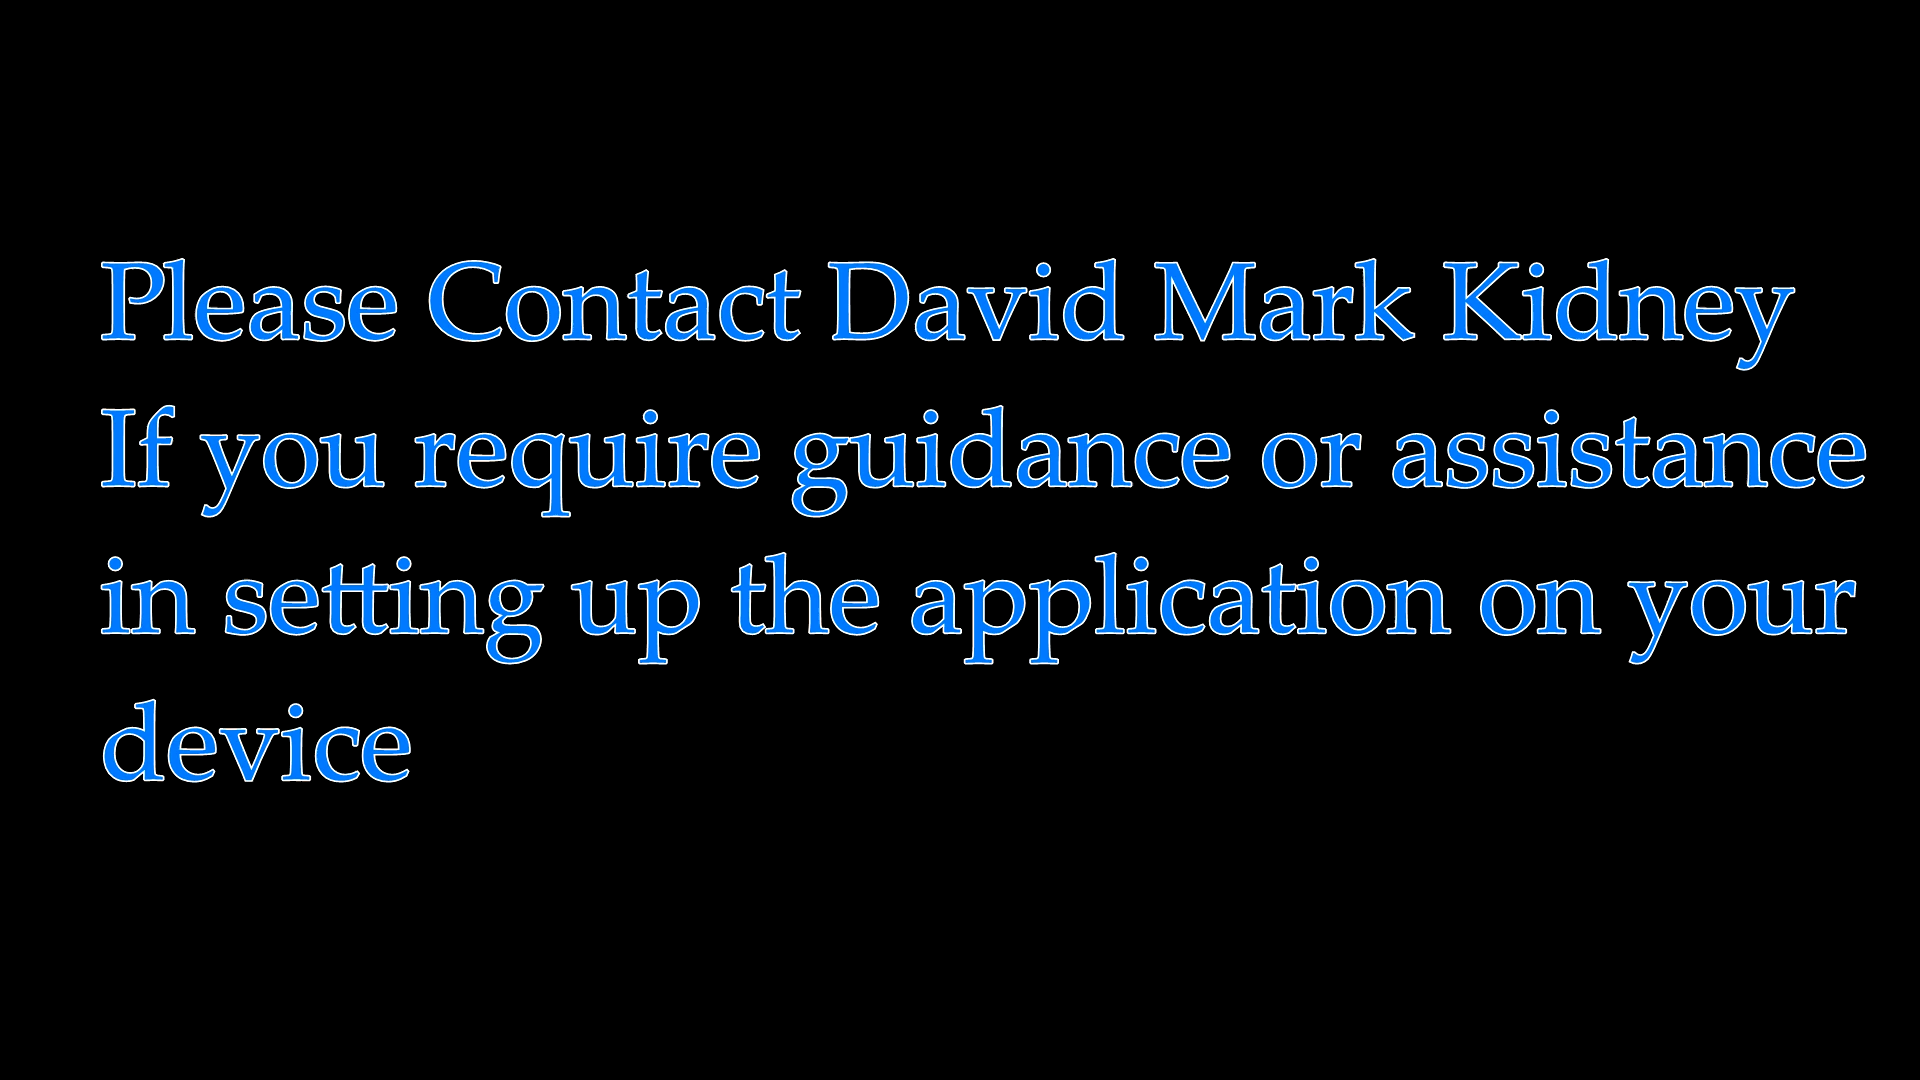 Please Contact David Mark Kidney
If you require guidance or assistance
in setting up the application on your
device